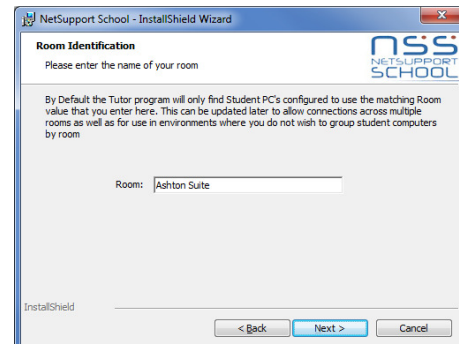 NetSupport School - InstallShield Wizard
Room Identification
Please enter the name of your room
nss
NETSUPPORT
SCHOOL
By Default the Tutor program will only find Student PC's configured to use the matching Room
value that you enter here. This can be updated later to allow connections across multiple
rooms as well as for use in environments where you do not wish to group student computers
by room
Room: Ashton Suite
InstallShield
< Back Next > Cancel